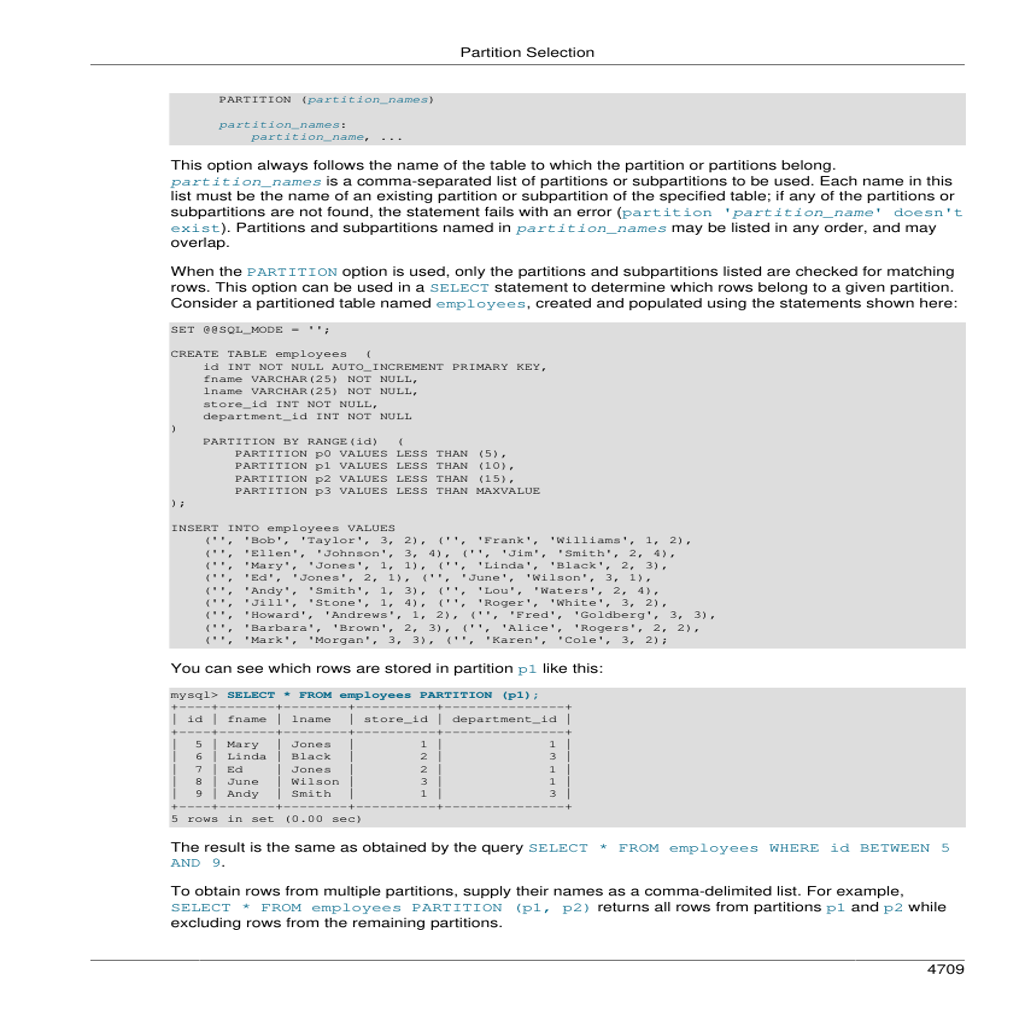 Partition Selection
PARTITION (partition_names)
partition_names:
partition_name, ...
This option always follows the name of the table to which the partition or partitions belong.
partition_names is a comma-separated list of partitions or subpartitions to be used. Each name in this
list must be the name of an existing partition or subpartition of the specified table; if any of the partitions or
subpartitions are not found, the statement fails with an error (partition 'partition_name' doesn't
exist). Partitions and subpartitions named in partition_names may be listed in any order, and may
overlap.
When the PARTITION option is used, only the partitions and subpartitions listed are checked for matching
rows. This option can be used in a SELECT statement to determine which rows belong to a given partition.
Consider a partitioned table named employees, created and populated using the statements shown here:
SET @@SQL_MODE = '';
CREATE TABLE employees  (
    id INT NOT NULL AUTO_INCREMENT PRIMARY KEY,
    fname VARCHAR(25) NOT NULL,
    lname VARCHAR(25) NOT NULL,
    store_id INT NOT NULL,
    department_id INT NOT NULL
)
    PARTITION BY RANGE(id)  (
        PARTITION p0 VALUES LESS THAN (5),
        PARTITION p1 VALUES LESS THAN (10),
        PARTITION p2 VALUES LESS THAN (15),
        PARTITION p3 VALUES LESS THAN MAXVALUE
);
INSERT INTO employees VALUES
    ('', 'Bob', 'Taylor', 3, 2), ('', 'Frank', 'Williams', 1, 2),
    ('', 'Ellen', 'Johnson', 3, 4), ('', 'Jim', 'Smith', 2, 4),
    ('', 'Mary', 'Jones', 1, 1), ('', 'Linda', 'Black', 2, 3),
    ('', 'Ed', 'Jones', 2, 1), ('', 'June', 'Wilson', 3, 1),
    ('', 'Andy', 'Smith', 1, 3), ('', 'Lou', 'Waters', 2, 4),
    ('', 'Jill', 'Stone', 1, 4), ('', 'Roger', 'White', 3, 2),
    ('', 'Howard', 'Andrews', 1, 2), ('', 'Fred', 'Goldberg', 3, 3),
    ('', 'Barbara', 'Brown', 2, 3), ('', 'Alice', 'Rogers', 2, 2),
    ('', 'Mark', 'Morgan', 3, 3), ('', 'Karen', 'Cole', 3, 2);
You can see which rows are stored in partition p1 like this:
mysql> SELECT * FROM employees PARTITION (p1);
+----+-------+--------+----------+---------------+
| id | fname | lname  | store_id | department_id |
+----+-------+--------+----------+---------------+
|  5 | Mary  | Jones  |        1 |             1 |
|  6 | Linda | Black  |        2 |             3 |
|  7 | Ed    | Jones  |        2 |             1 |
|  8 | June  | Wilson |        3 |             1 |
|  9 | Andy  | Smith  |        1 |             3 |
+----+-------+--------+----------+---------------+
5 rows in set (0.00 sec)
The result is the same as obtained by the query SELECT * FROM employees WHERE id BETWEEN 5
AND 9.
To obtain rows from multiple partitions, supply their names as a comma-delimited list. For example,
SELECT * FROM employees PARTITION (p1, p2) returns all rows from partitions p1 and p2 while
excluding rows from the remaining partitions.
4709